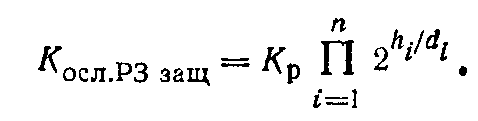 K_осл.РЗ защ = K_р ∏_{i=1}^{n} 2^{h_i/d_i}.